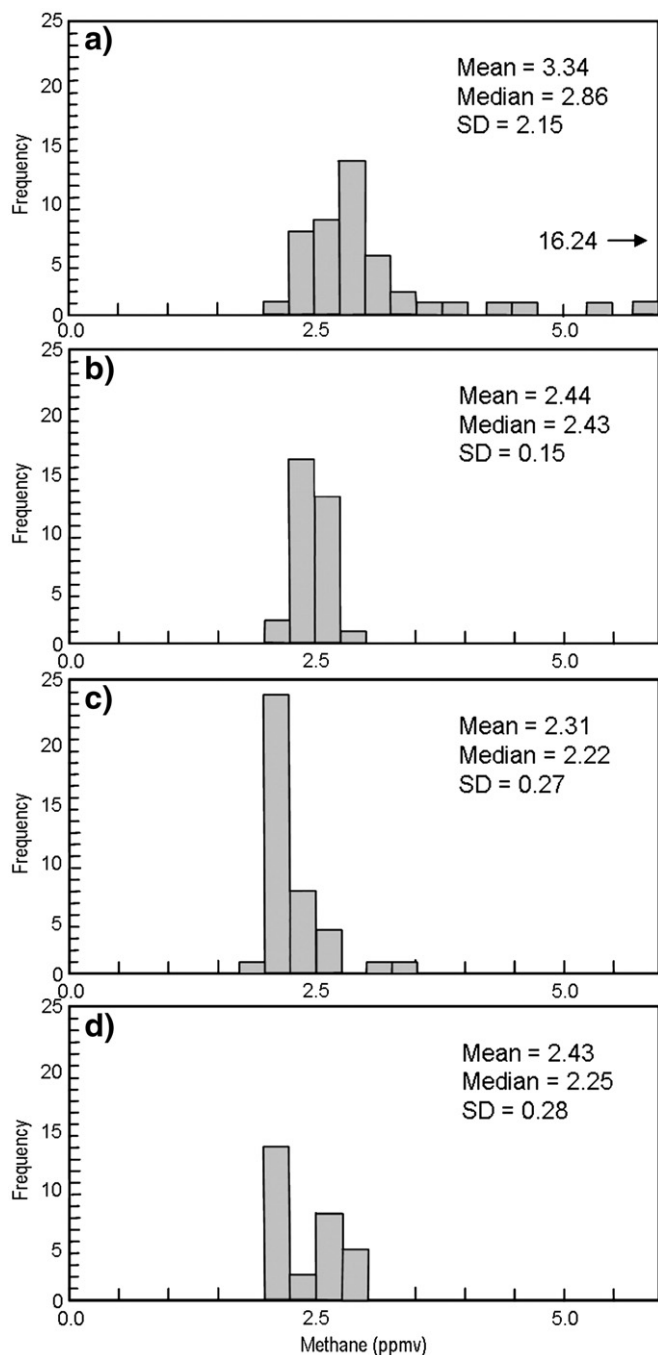 a)
25
20
15
10
5
0
Frequency
Mean = 3.34
Median = 2.86
SD = 2.15
16.24
0.0 2.5 5.0
b)
25
20
15
10
5
0
Frequency
Mean = 2.44
Median = 2.43
SD = 0.15
0.0 2.5 5.0
c)
25
20
15
10
5
0
Frequency
Mean = 2.31
Median = 2.22
SD = 0.27
0.0 2.5 5.0
d)
25
20
15
10
5
0
Frequency
Mean = 2.43
Median = 2.25
SD = 0.28
0.0 2.5 5.0
Methane (ppmv)